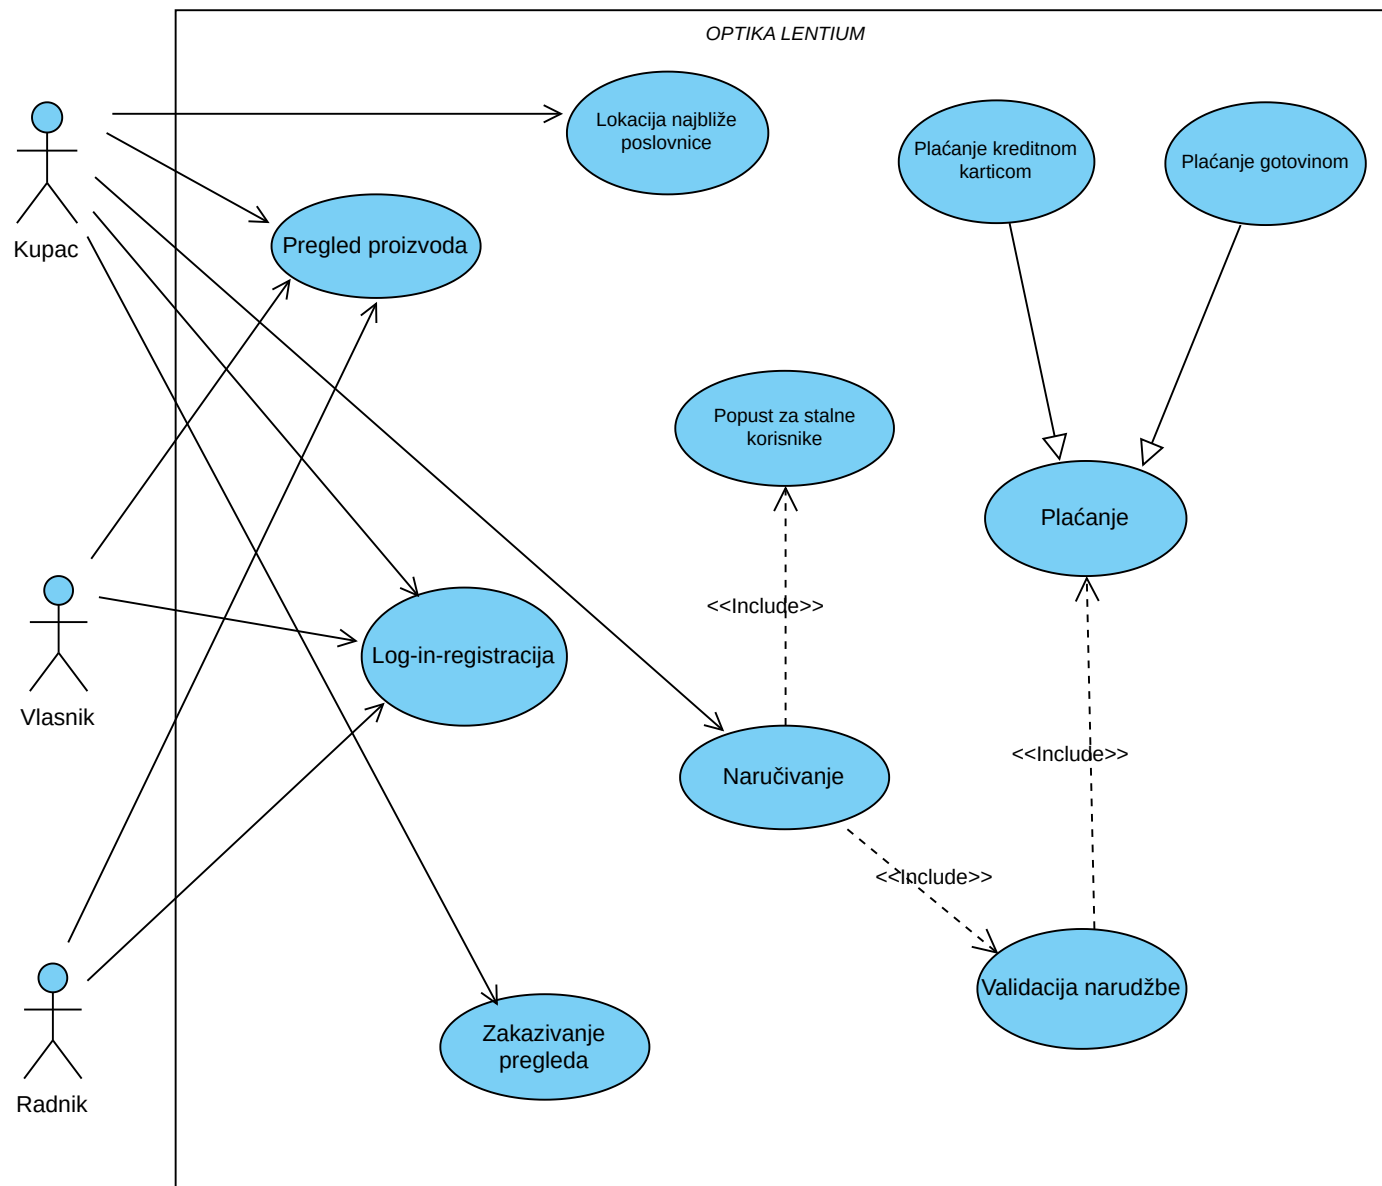 OPTIKA LENTIUM
Lokacija najbliže
poslovnice
Plaćanje kreditnom
karticom
Plaćanje gotovinom
Kupac
Pregled proizvoda
Popust za stalne
korisnike
Plaćanje
<<Include>>
Log-in-registracija
Vlasnik
<<Include>>
Naručivanje
<<Include>>
Validacija narudžbe
Zakazivanje
pregleda
Radnik